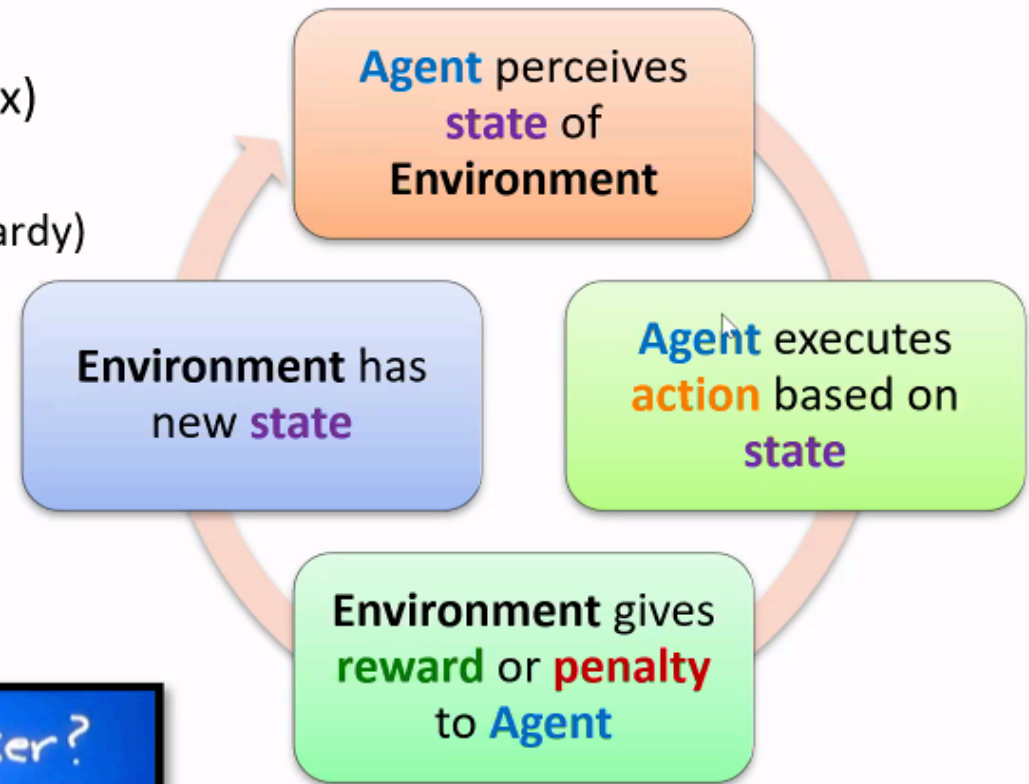 x)
ardy)
Agent perceives
state of
Environment
Agent executes
action based on
state
Environment gives
reward or penalty
to Agent
Environment has
new state
er?